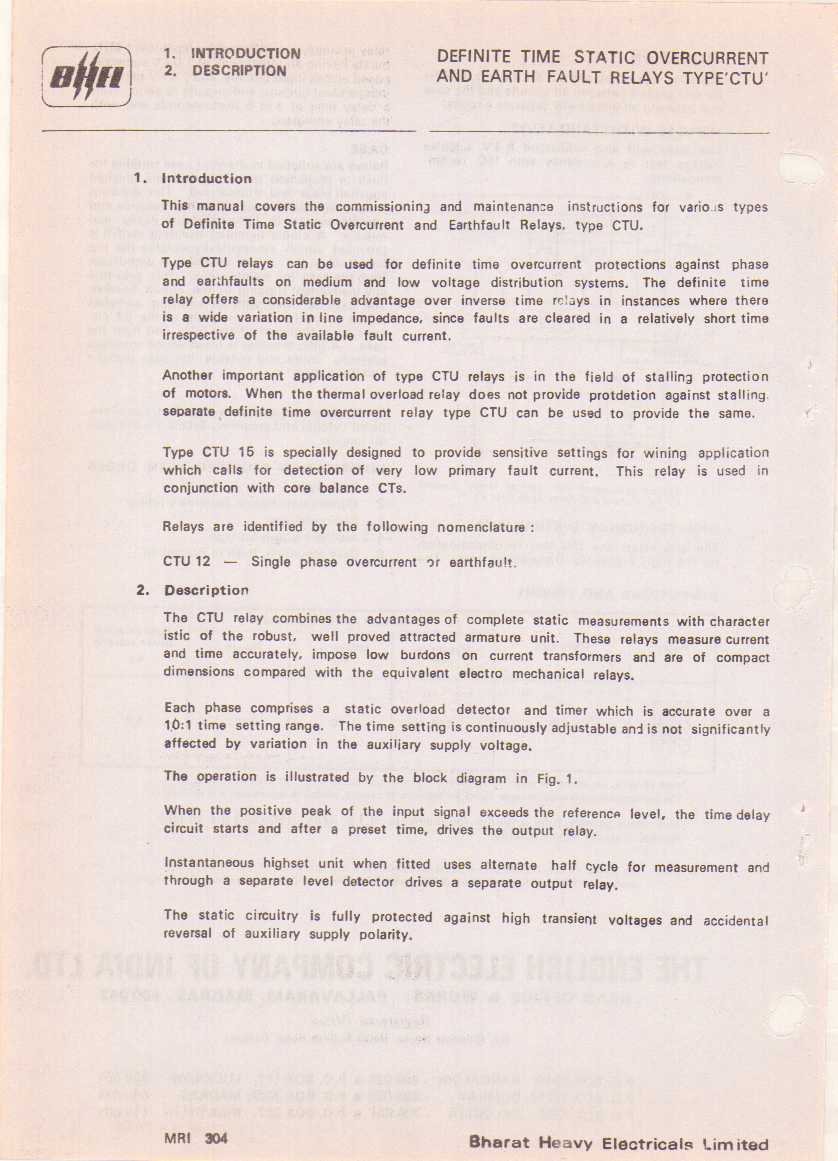 BHEL
1. INTRODUCTION
2. DESCRIPTION
DEFINITE TIME STATIC OVERCURRENT
AND EARTH FAULT RELAYS TYPE'CTU'
1. Introduction
This manual covers the commissioning and maintenance instructions for various types
of Definite Time Static Overcurrent and Earthfault Relays, type CTU.
Type CTU relays can be used for definite time overcurrent protections against phase
and earthfaults on medium and low voltage distribution systems. The definite time
relay offers a considerable advantage over inverse time relays in instances where there
is a wide variation in line impedance, since faults are cleared in a relatively short time
irrespective of the available fault current.
Another important application of type CTU relays is in the field of stalling protection
of motors. When the thermal overload relay does not provide protdetion against stalling,
separate definite time overcurrent relay type CTU can be used to provide the same.
Type CTU 15 is specially designed to provide sensitive settings for wining application
which calls for detection of very low primary fault current. This relay is used in
conjunction with core balance CTs.
Relays are identified by the following nomenclature :
CTU 12 — Single phase overcurrent or earthfault.
2. Description
The CTU relay combines the advantages of complete static measurements with character
istic of the robust, well proved attracted armature unit. These relays measure current
and time accurately, impose low burdons on current transformers and are of compact
dimensions compared with the equivalent electro mechanical relays.
Each phase comprises a static overload detector and timer which is accurate over a
10:1 time setting range. The time setting is continuously adjustable and is not significantly
affected by variation in the auxiliary supply voltage.
The operation is illustrated by the block diagram in Fig. 1.
When the positive peak of the input signal exceeds the reference level, the time delay
circuit starts and after a preset time, drives the output relay.
Instantaneous highset unit when fitted uses alternate half cycle for measurement and
through a separate level detector drives a separate output relay.
The static circuitry is fully protected against high transient voltages and accidental
reversal of auxiliary supply polarity.
MRI 304
Bharat Heavy Electricals Limited